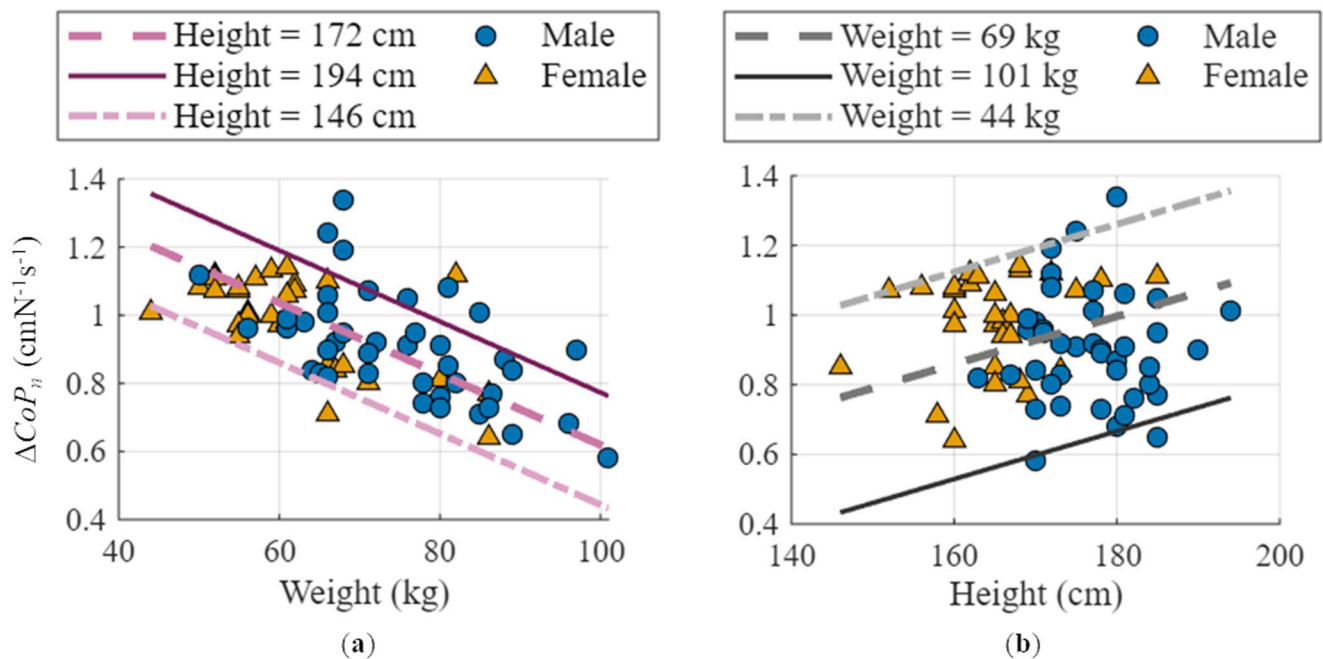 Height = 172 cm Male
Height = 194 cm Female
Height = 146 cm
1.4
1.2
1
0.8
0.6
0.4
40 60 80 100
ΔCoPₙ (cmN⁻¹s⁻¹)
Weight (kg)
(a)
Weight = 69 kg Male
Weight = 101 kg Female
Weight = 44 kg
1.4
1.2
1
0.8
0.6
0.4
140 160 180 200
Height (cm)
(b)